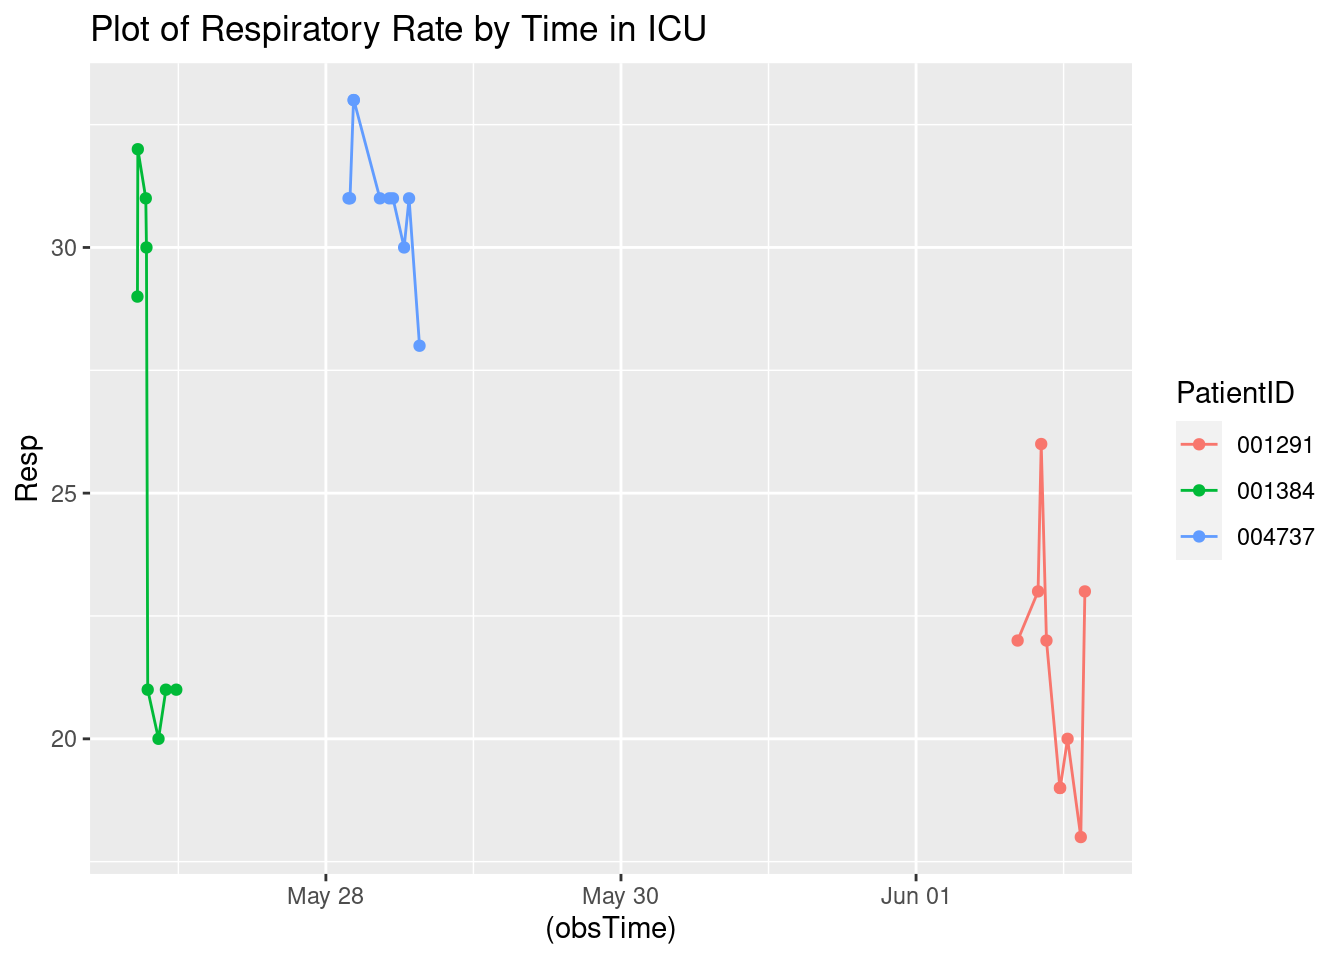 Plot of Respiratory Rate by Time in ICU
Resp
30
25
20
May 28
May 30
Jun 01
(obsTime)
PatientID
001291
001384
004737